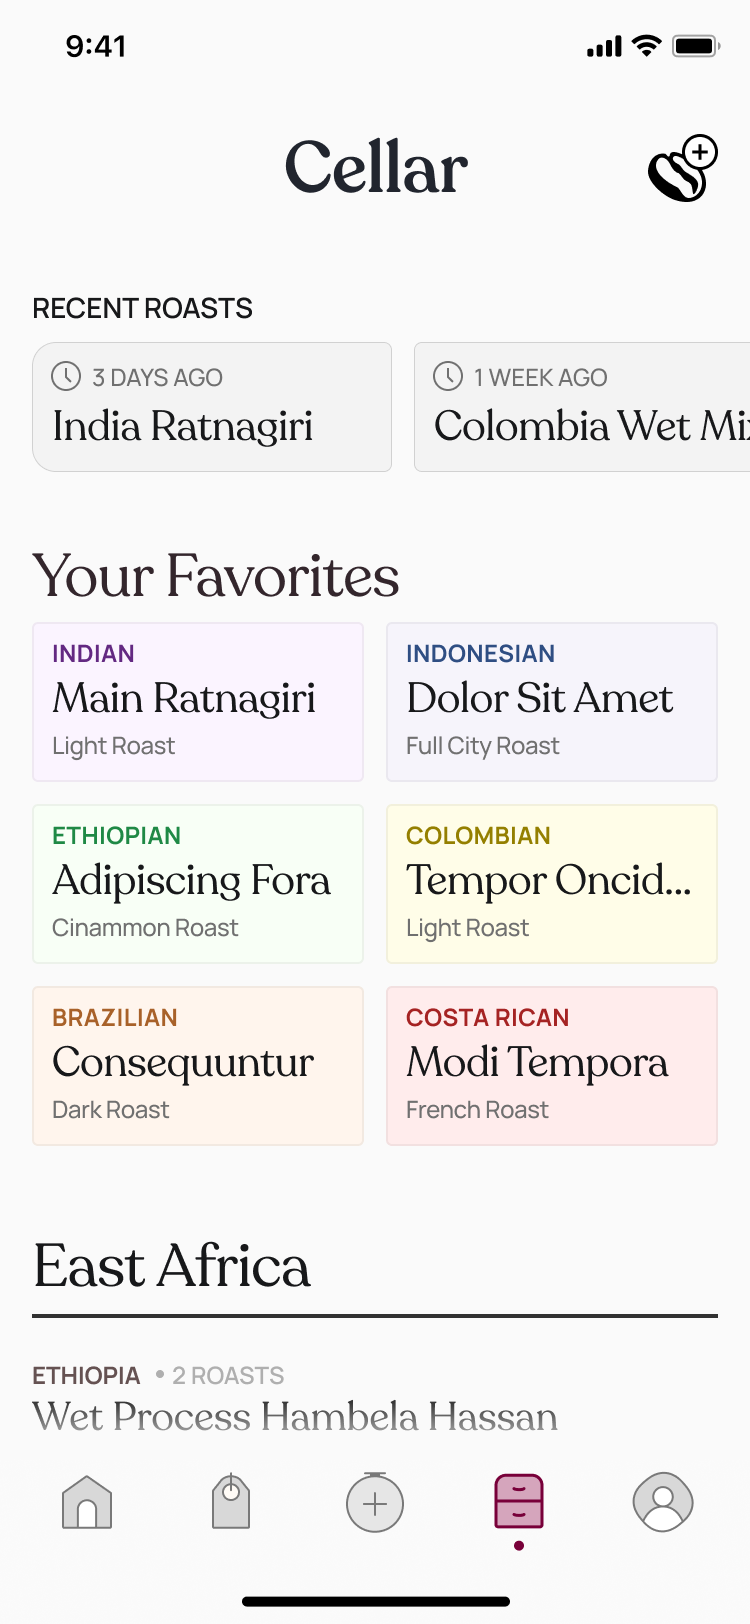 9:41
Cellar
RECENT ROASTS
3 DAYS AGO
India Ratnagiri
1 WEEK AGO
Colombia Wet Mix
Your Favorites
INDIAN
Main Ratnagiri
Light Roast
INDONESIAN
Dolor Sit Amet
Full City Roast
ETHIOPIAN
Adipiscing Fora
Cinammon Roast
COLOMBIAN
Tempor Oncid...
Light Roast
BRAZILIAN
Consequuntur
Dark Roast
COSTA RICAN
Modi Tempora
French Roast
East Africa
ETHIOPIA • 2 ROASTS
Wet Process Hambela Hassan